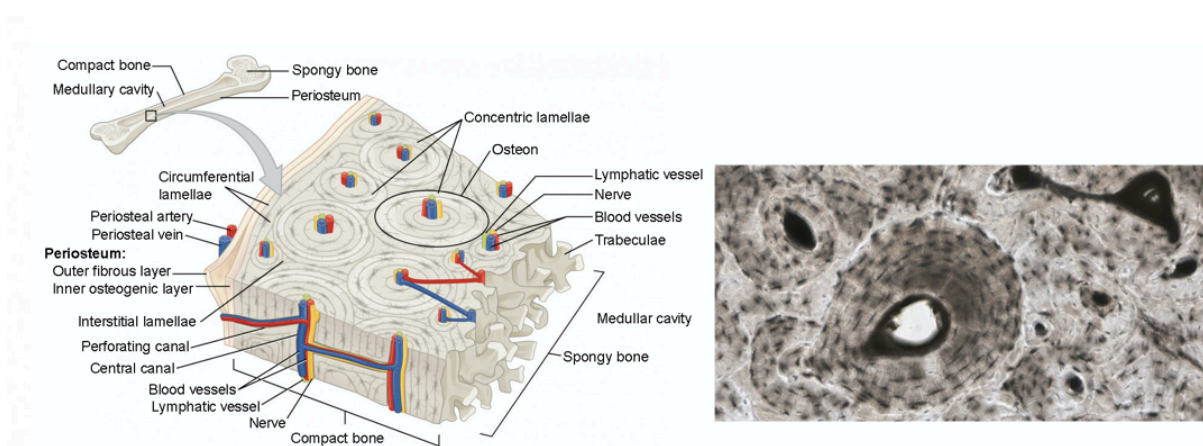 Compact bone
Medullary cavity
Spongy bone
Periosteum
Concentric lamellae
Osteon
Circumferential
lamellae
Lymphatic vessel
Nerve
Blood vessels
Trabeculae
Periosteal artery
Periosteal vein
Periosteum:
Outer fibrous layer
Inner osteogenic layer
Interstitial lamellae
Perforating canal
Central canal
Blood vessels
Lymphatic vessel
Nerve
Compact bone
Medullar cavity
Spongy bone